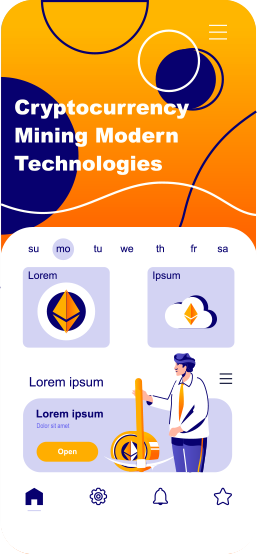 Cryptocurrency
Mining Modern
Technologies
su mo tu we th fr sa
Lorem Ipsum
Lorem ipsum
Lorem ipsum
Dolor sit amet
Open